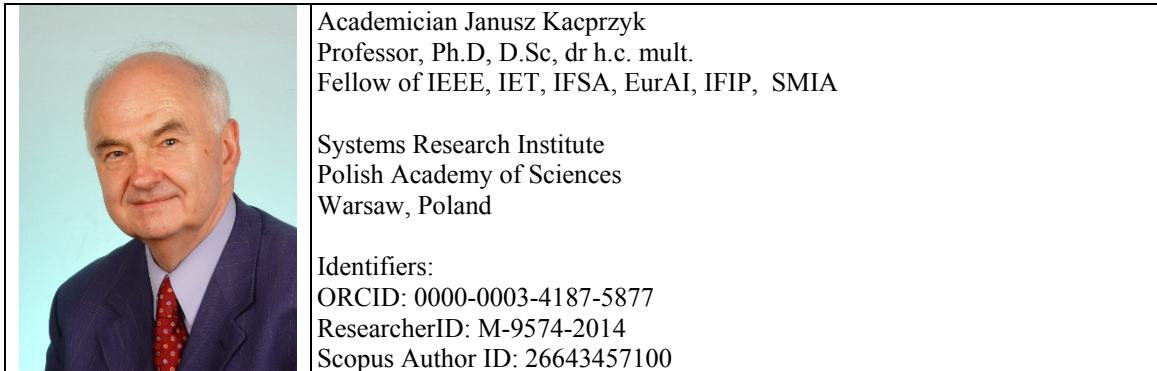 Academician Janusz Kacprzyk
Professor, Ph.D, D.Sc, dr h.c. mult.
Fellow of IEEE, IET, IFSA, EurAI, IFIP,  SMIA
Systems Research Institute
Polish Academy of Sciences
Warsaw, Poland
Identifiers:
ORCID: 0000-0003-4187-5877
ResearcherID: M-9574-2014
Scopus Author ID: 26643457100